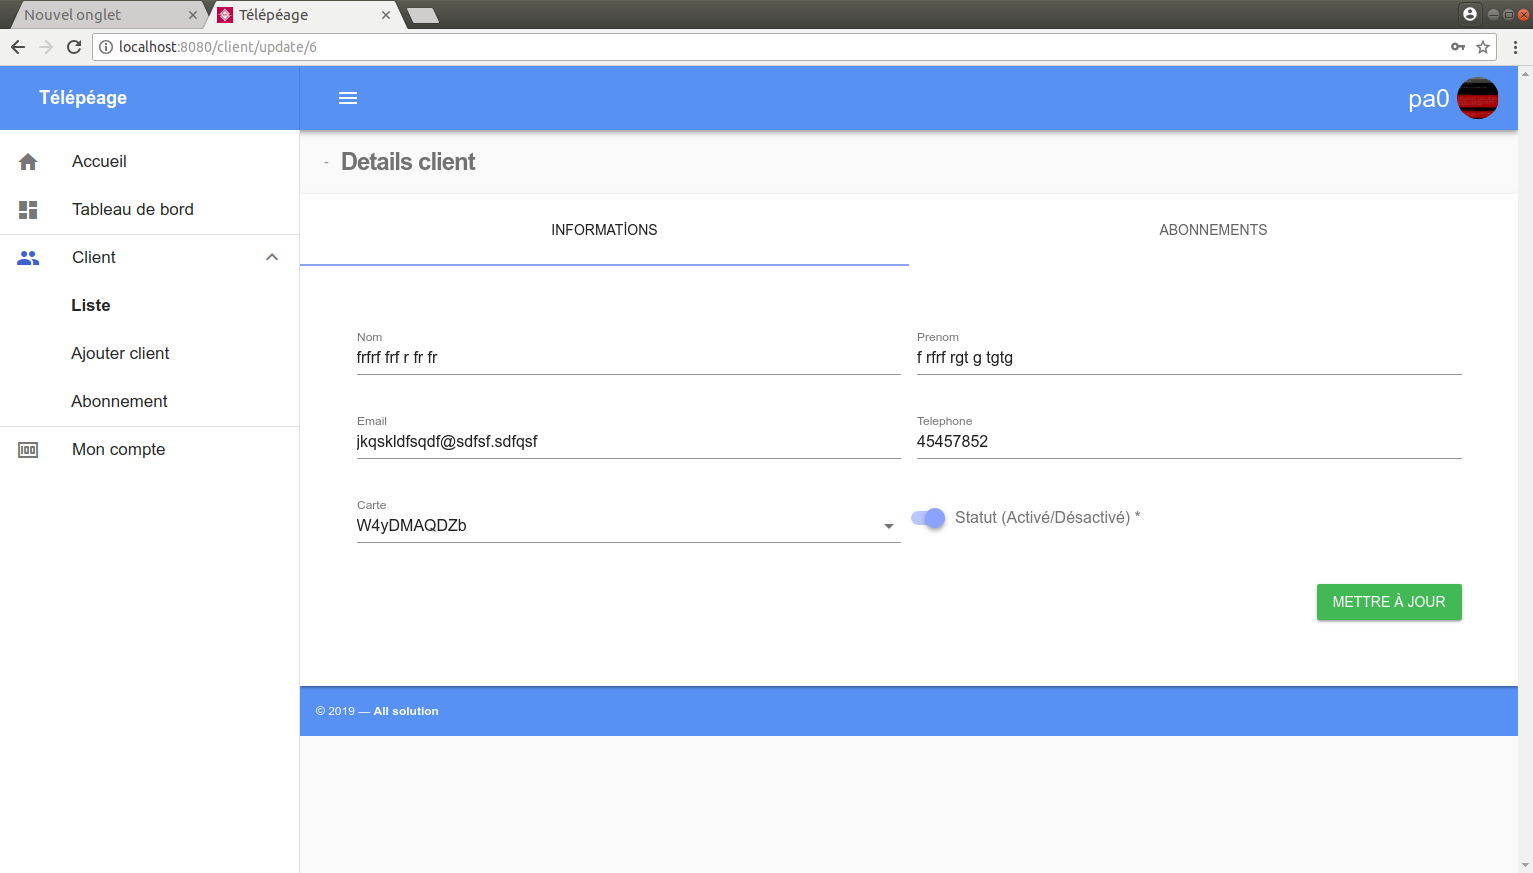 Nouvel onglet
Télépéage
localhost:8080/client/update/6
Télépéage
pa0
Accueil
Tableau de bord
Client
Liste
Ajouter client
Abonnement
Mon compte
- Details client
INFORMATİONS
ABONNEMENTS
Nom
frfrf frf r fr fr
Prenom
f rfrf rgt g tgtg
Email
jkqskldfsqdf@sdfsf.sdfqsf
Telephone
45457852
Carte
W4yDMAQDZb
Statut (Activé/Désactivé) *
METTRE À JOUR
© 2019 — All solution